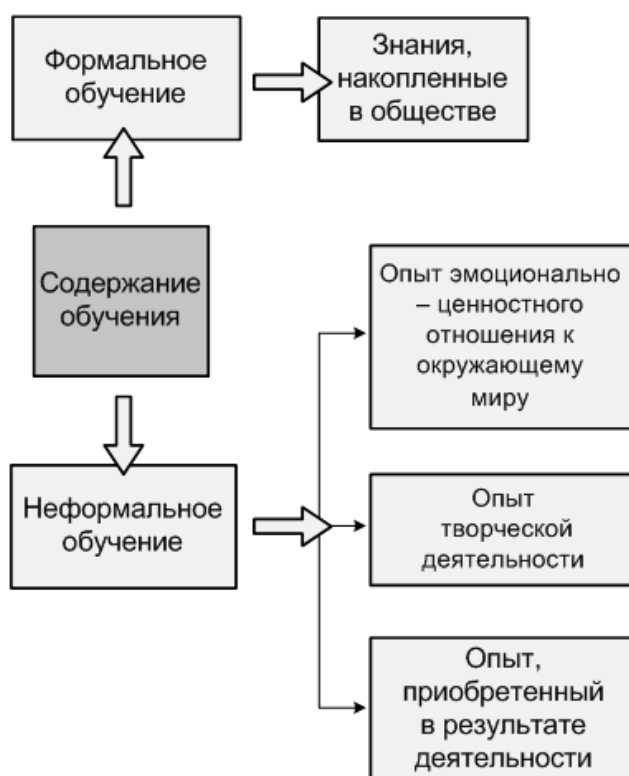 Формальное
обучение
Знания,
накопленные
в обществе
Содержание
обучения
Опыт эмоционально
– ценностного
отношения к
окружающему
миру
Неформальное
обучение
Опыт
творческой
деятельности
Опыт,
приобретенный
в результате
деятельности